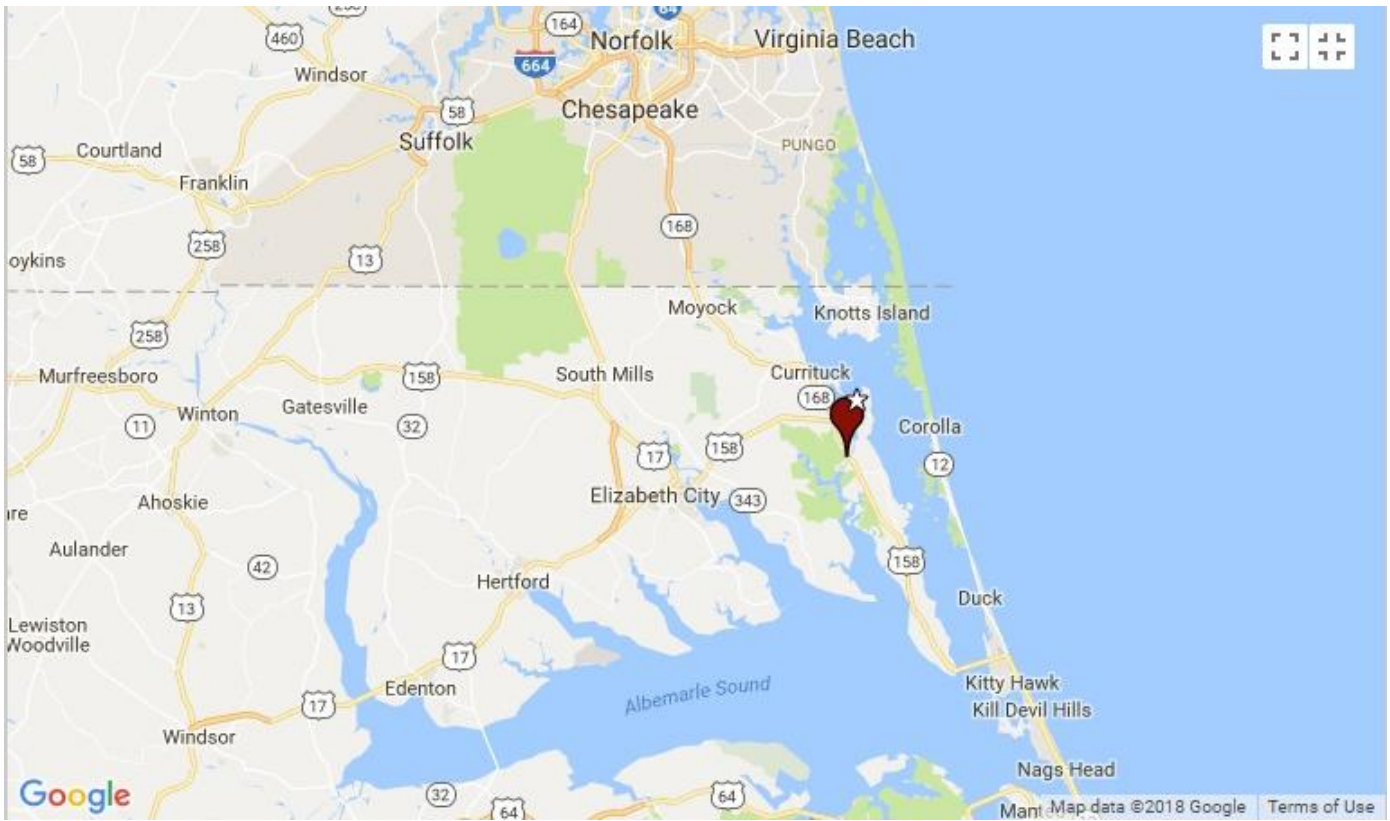 258
164
64
460
Norfolk
Virginia Beach
664
Windsor
58
Chesapeake
Suffolk
PUNGO
58
Courtland
Franklin
168
258
13
oykins
Moyock
Knotts Island
258
Murfreesboro
158
South Mills
Currituck
168
Winton
Gatesville
11
32
Corolla
17
158
12
Elizabeth City
343
Ahoskie
Aulander
42
158
Hertford
Duck
13
Lewiston
Woodville
17
Kitty Hawk
Edenton
Albemarle Sound
17
Kill Devil Hills
Windsor
Nags Head
Google
32
64
64
Map data ©2018 Google
Terms of Use